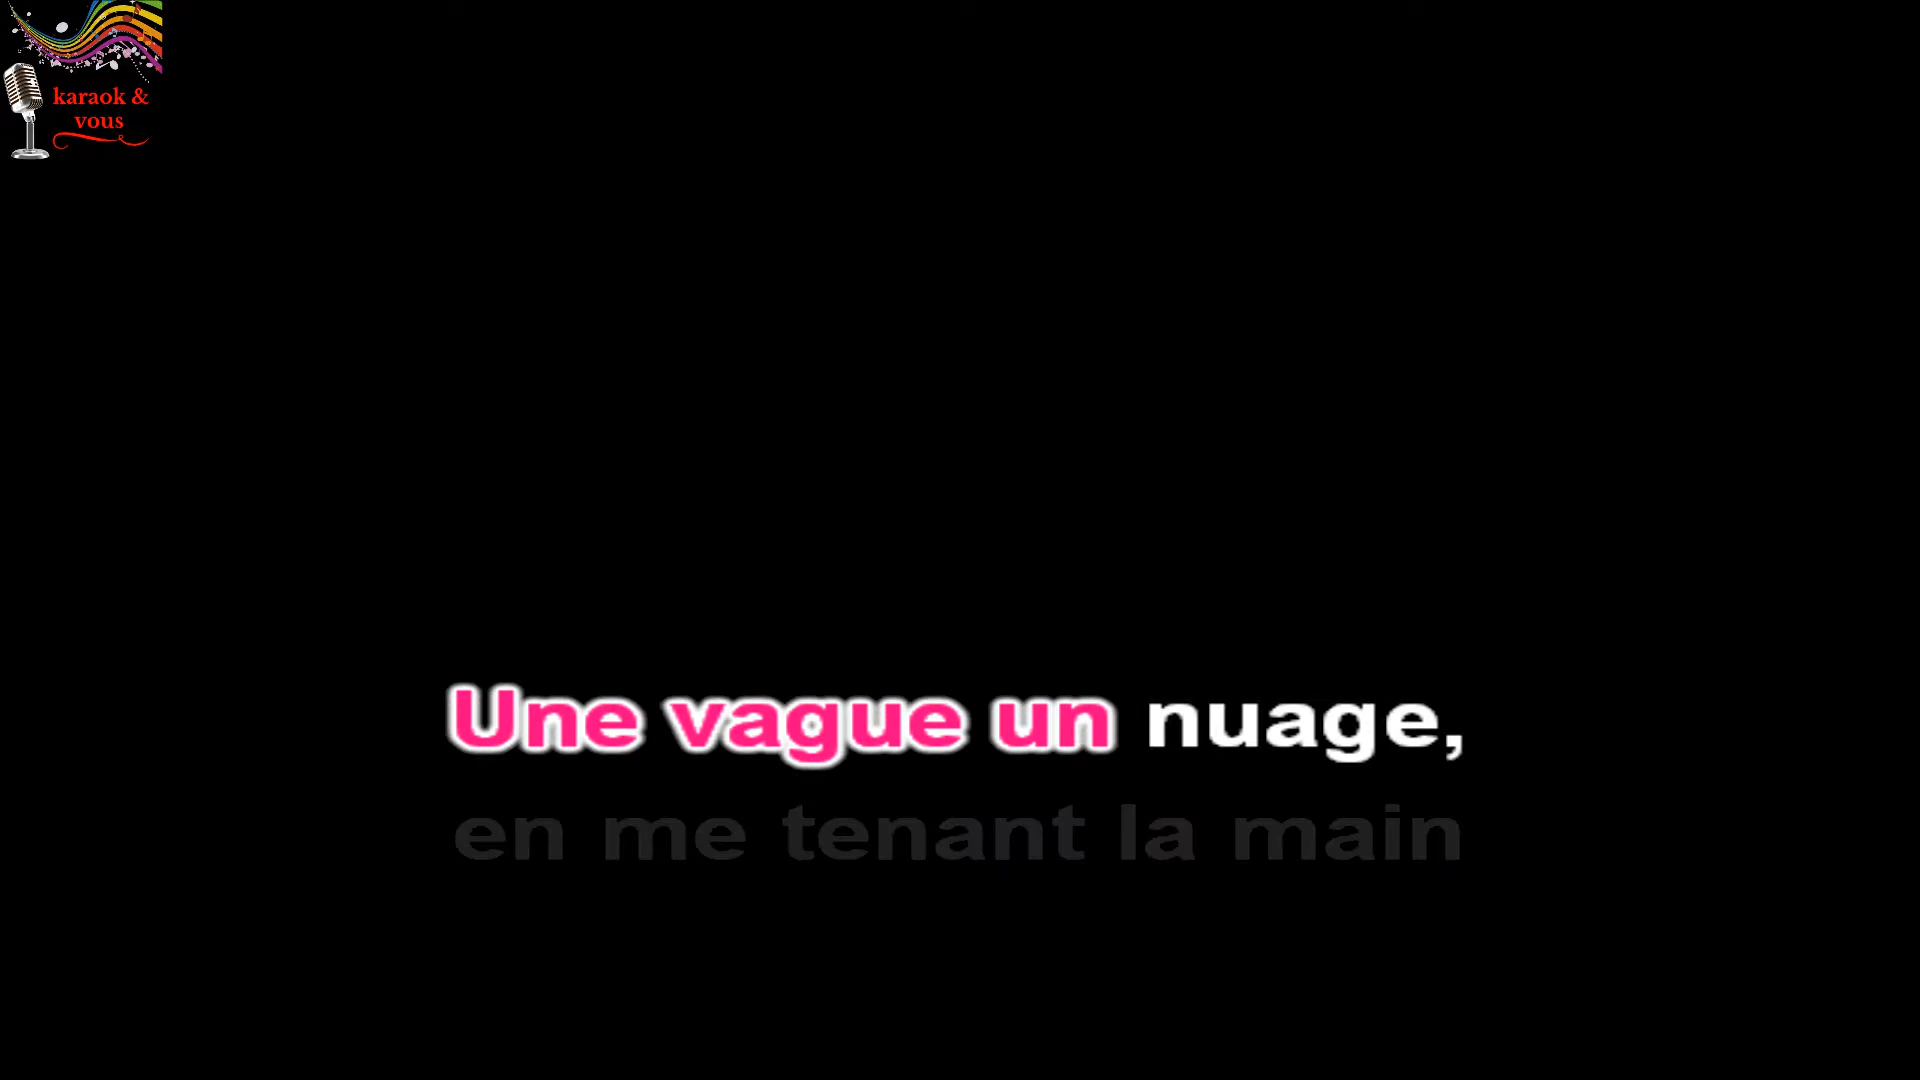 karaok &
vous
Une vague un nuage,
en me tenant la main